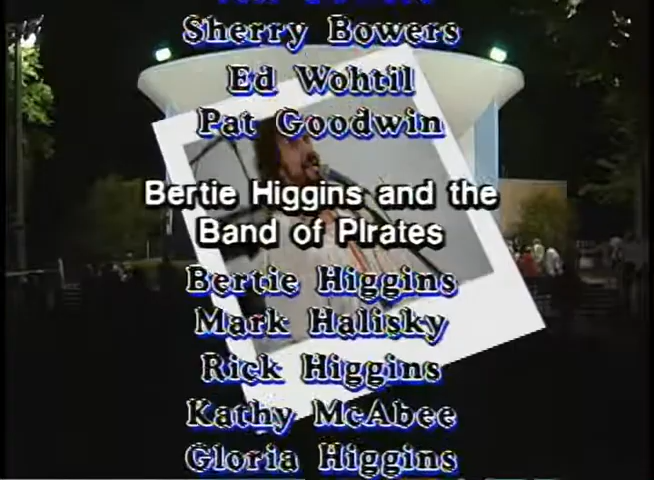 Sherry Bowers
Ed Wohtil
Pat Goodwin
Bertie Higgins and the
Band of PIrates
Bertie Higgins
Mark Halisky
Rick Higgins
Kathy McAbee
Gloria Higgins